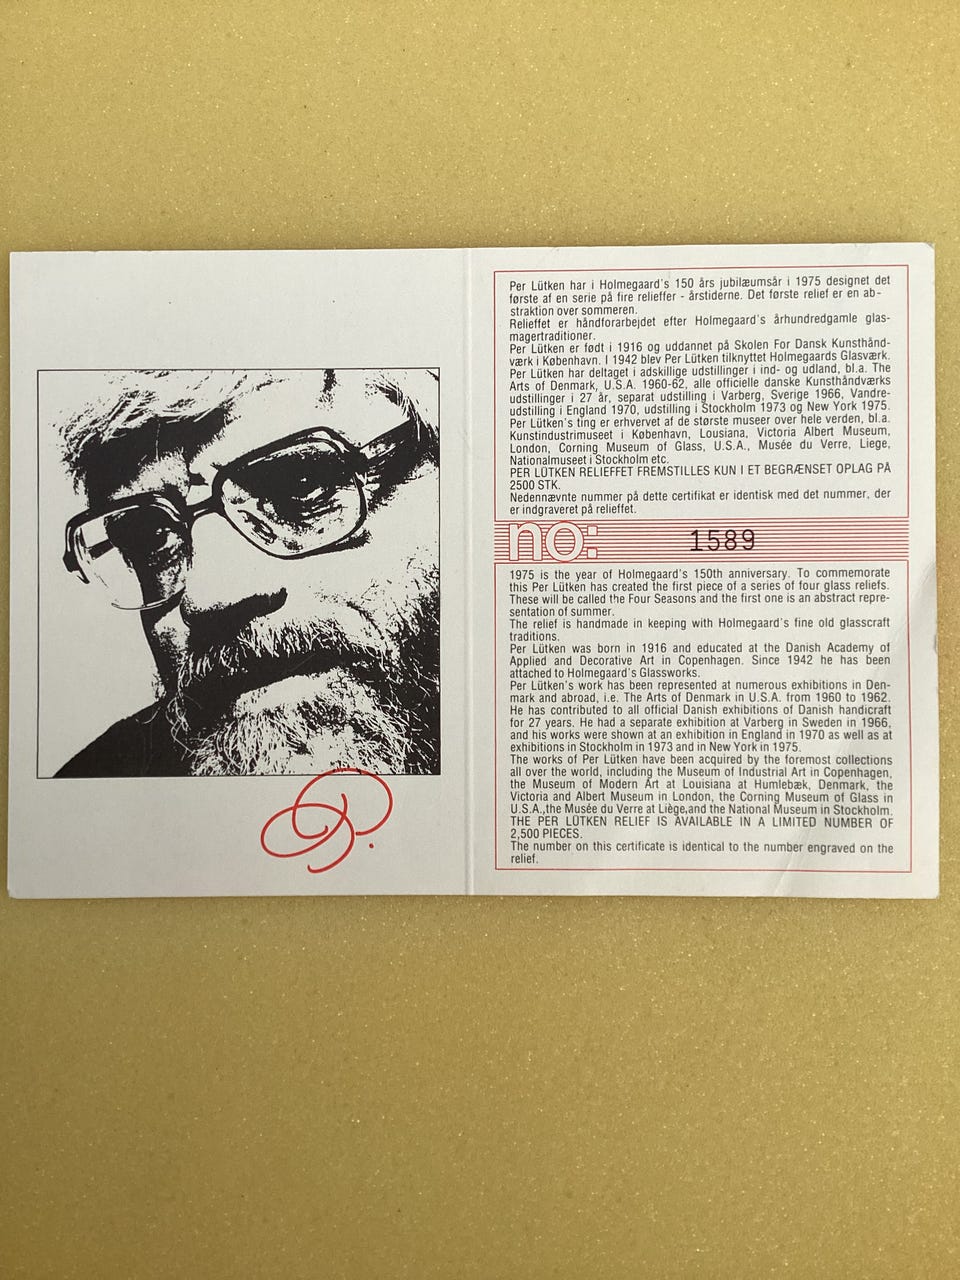 Per Lütken har i Holmegaard's 150 års jubilæumsår i 1975 designet det
første af en serie på fire relieffer - årstiderne. Det første relief er en ab-
straktion over sommeren.
Relieffet er håndforarbejdet efter Holmegaard's århundredgamle glas-
magertraditioner.
Per Lütken er født i 1916 og uddannet på Skolen For Dansk Kunsthånd-
værk i København. I 1942 blev Per Lütken tilknyttet Holmegaards Glasværk.
Per Lütken har deltaget i adskillige udstillinger i ind- og udland, bl.a. The
Arts of Denmark, U.S.A. 1960-62, alle officielle danske Kunsthåndværks
udstillinger i 27 år, separat udstilling i Varberg, Sverige 1966, Vandre-
udstilling i England 1970, udstilling i Stockholm 1973 og New York 1975.
Per Lütken's ting er erhvervet af de største museer over hele verden, bl.a.
Kunstindustrimuseet i København, Lousiana, Victoria Albert Museum,
London, Corning Museum of Glass, U.S.A., Musée du Verre, Liege,
Nationalmuseet i Stockholm etc.
PER LÜTKEN RELIEFFET FREMSTILLES KUN I ET BEGRÆNSET OPLAG PÅ
2500 STK.
Nedennævnte nummer på dette certifikat er identisk med det nummer, der
er indgraveret på relieffet.
no: 1589
1975 is the year of Holmegaard's 150th anniversary. To commemorate
this Per Lütken has created the first piece of a series of four glass reliefs.
These will be called the Four Seasons and the first one is an abstract repre-
sentation of summer.
The relief is handmade in keeping with Holmegaard's fine old glasscraft
traditions.
Per Lütken was born in 1916 and educated at the Danish Academy of
Applied and Decorative Art in Copenhagen. Since 1942 he has been
attached to Holmegaard's Glassworks.
Per Lütken's work has been represented at numerous exhibitions in Den-
mark and abroad, i.e. The Arts of Denmark in U.S.A. from 1960 to 1962.
He has contributed to all official Danish exhibitions of Danish handicraft
for 27 years. He had a separate exhibition at Varberg in Sweden in 1966,
and his works were shown at an exhibition in England in 1970 as well as at
exhibitions in Stockholm in 1973 and in New York in 1975.
The works of Per Lütken have been acquired by the foremost collections
all over the world, including the Museum of Industrial Art in Copenhagen,
the Museum of Modern Art at Louisiana at Humlebæk, Denmark, the
Victoria and Albert Museum in London, the Corning Museum of Glass in
U.S.A.,the Musée du Verre at Liège,and the National Museum in Stockholm.
THE PER LÜTKEN RELIEF IS AVAILABLE IN A LIMITED NUMBER OF
2,500 PIECES.
The number on this certificate is identical to the number engraved on the
relief.